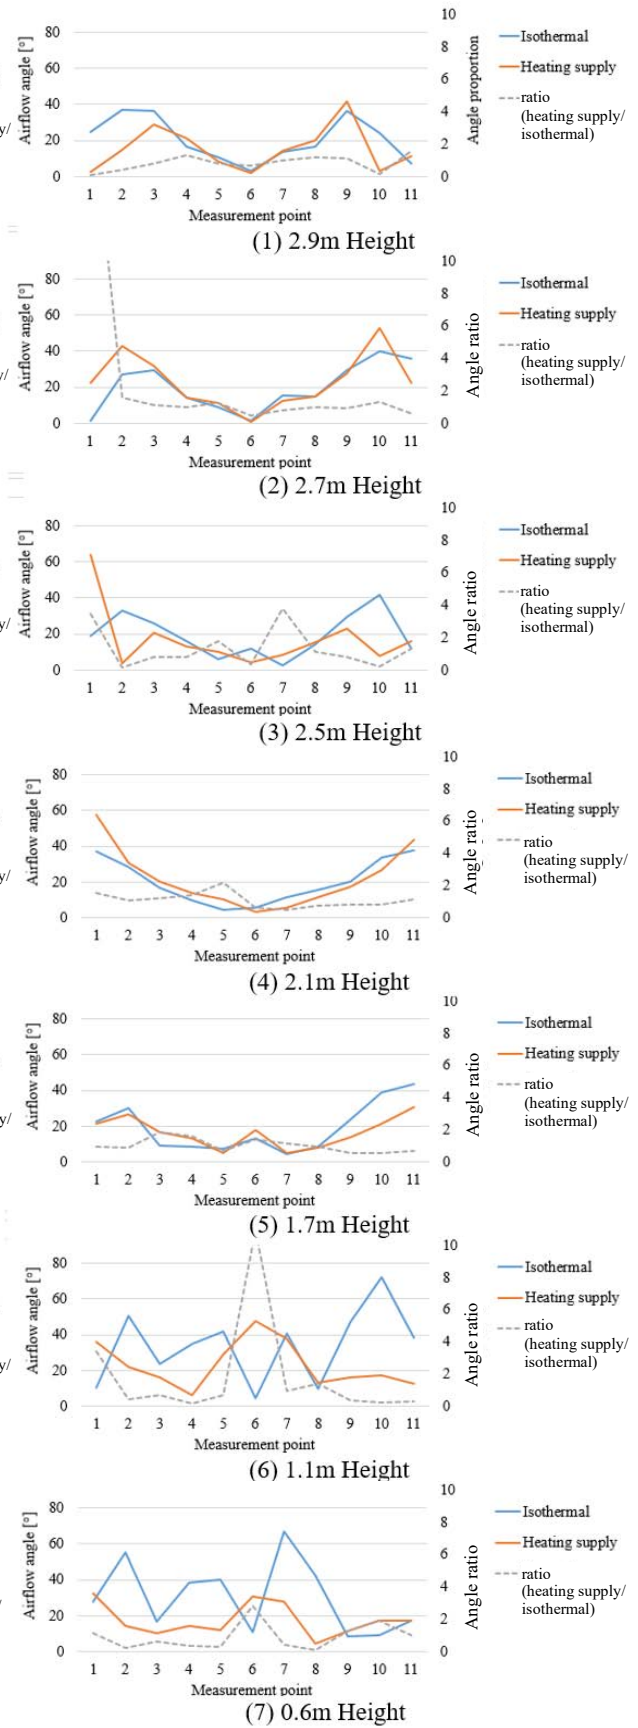 10
80
Isothermal
8
60
Heating supply
6
40
ratio
(heating supply/
isothermal)
4
20
2
0
0
Airflow angle [°]
Angle proportion
y/
1 2 3 4 5 6 7 8 9 10 11
Measurement point
(1) 2.9m Height
10
80
Isothermal
8
60
Heating supply
6
40
ratio
(heating supply/
isothermal)
4
20
2
0
0
Airflow angle [°]
Angle ratio
y/
1 2 3 4 5 6 7 8 9 10 11
Measurement point
(2) 2.7m Height
10
80
Isothermal
8
60
Heating supply
6
40
ratio
(heating supply/
isothermal)
4
20
2
0
0
Airflow angle [°]
Angle ratio
y/
1 2 3 4 5 6 7 8 9 10 11
Measurement point
(3) 2.5m Height
10
80
Isothermal
8
60
Heating supply
6
40
ratio
(heating supply/
isothermal)
4
20
2
0
0
Airflow angle [°]
Angle ratio
y/
1 2 3 4 5 6 7 8 9 10 11
Measurement point
(4) 2.1m Height
10
80
Isothermal
8
60
Heating supply
6
40
ratio
(heating supply/
isothermal)
4
20
2
0
0
Airflow angle [°]
Angle ratio
y/
1 2 3 4 5 6 7 8 9 10 11
Measurement point
(5) 1.7m Height
10
80
Isothermal
8
60
Heating supply
6
40
ratio
(heating supply/
isothermal)
4
20
2
0
0
Airflow angle [°]
Angle ratio
y/
1 2 3 4 5 6 7 8 9 10 11
Measurement point
(6) 1.1m Height
10
80
Isothermal
8
60
Heating supply
6
40
ratio
(heating supply/
isothermal)
4
20
2
0
0
Airflow angle [°]
Angle ratio
/
1 2 3 4 5 6 7 8 9 10 11
Measurement point
(7) 0.6m Height